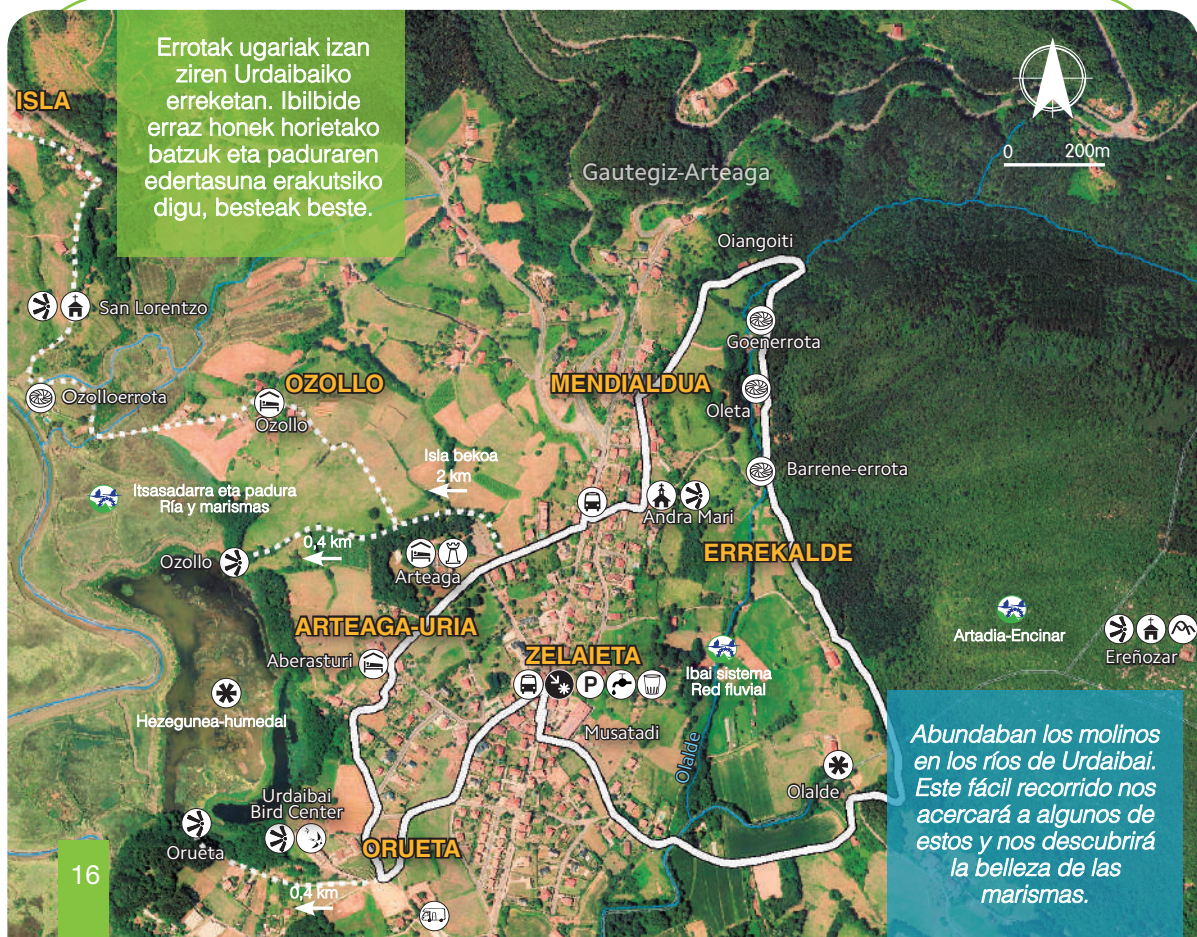 Errotak ugariak izan
ziren Urdaibaiko
erreketan. Ibilbide
erraz honek horietako
batzuk eta paduraren
edertasuna erakutsiko
digu, besteak beste.
ISLA
0 200m
Gautegiz-Arteaga
Oiangoiti
San Lorentzo
Goenerrota
OZOLLO
MENDIALDUA
Ozolloerrota
Ozollo
Oleta
Isla bekoa
2 km
Barrene-errota
Itsasadarra eta padura
Ría y marismas
Andra Mari
0,4 km
Ozollo
ERREKALDE
Arteaga
ARTEAGA-URIA
Artadia-Encinar
Ereñozar
ZELAIETA
Aberasturi
P
Ibai sistema
Red fluvial
Hezegunea-humedal
Musatadi
Olalde
Olalde
Urdaibai
Bird Center
Orueta
ORUETA
0,4 km
16
Abundaban los molinos
en los ríos de Urdaibai.
Este fácil recorrido nos
acercará a algunos de
estos y nos descubrirá
la belleza de las
marismas.